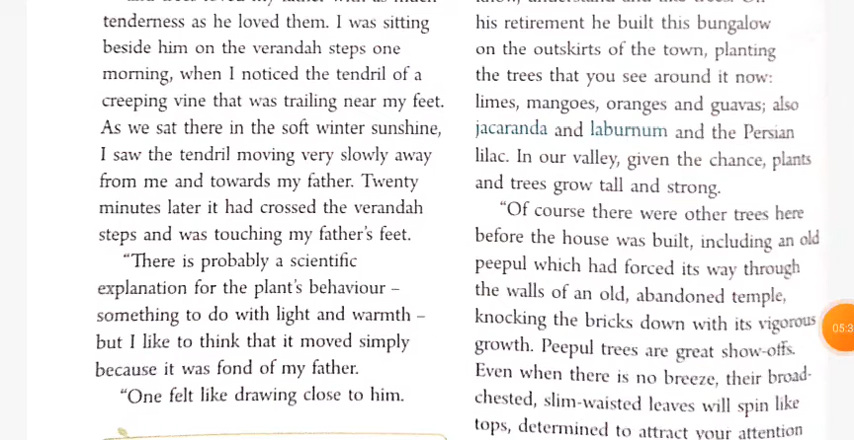 tenderness as he loved them. I was sitting
beside him on the verandah steps one
morning, when I noticed the tendril of a
creeping vine that was trailing near my feet.
As we sat there in the soft winter sunshine,
I saw the tendril moving very slowly away
from me and towards my father. Twenty
minutes later it had crossed the verandah
steps and was touching my father's feet.
“There is probably a scientific
explanation for the plant's behaviour –
something to do with light and warmth –
but I like to think that it moved simply
because it was fond of my father.
“One felt like drawing close to him.
his retirement he built this bungalow
on the outskirts of the town, planting
the trees that you see around it now:
limes, mangoes, oranges and guavas; also
jacaranda and laburnum and the Persian
lilac. In our valley, given the chance, plants
and trees grow tall and strong.
“Of course there were other trees here
before the house was built, including an old
peepul which had forced its way through
the walls of an old, abandoned temple,
knocking the bricks down with its vigorous
growth. Peepul trees are great show-offs.
Even when there is no breeze, their broad-
chested, slim-waisted leaves will spin like
tops, determined to attract your attention
05:3